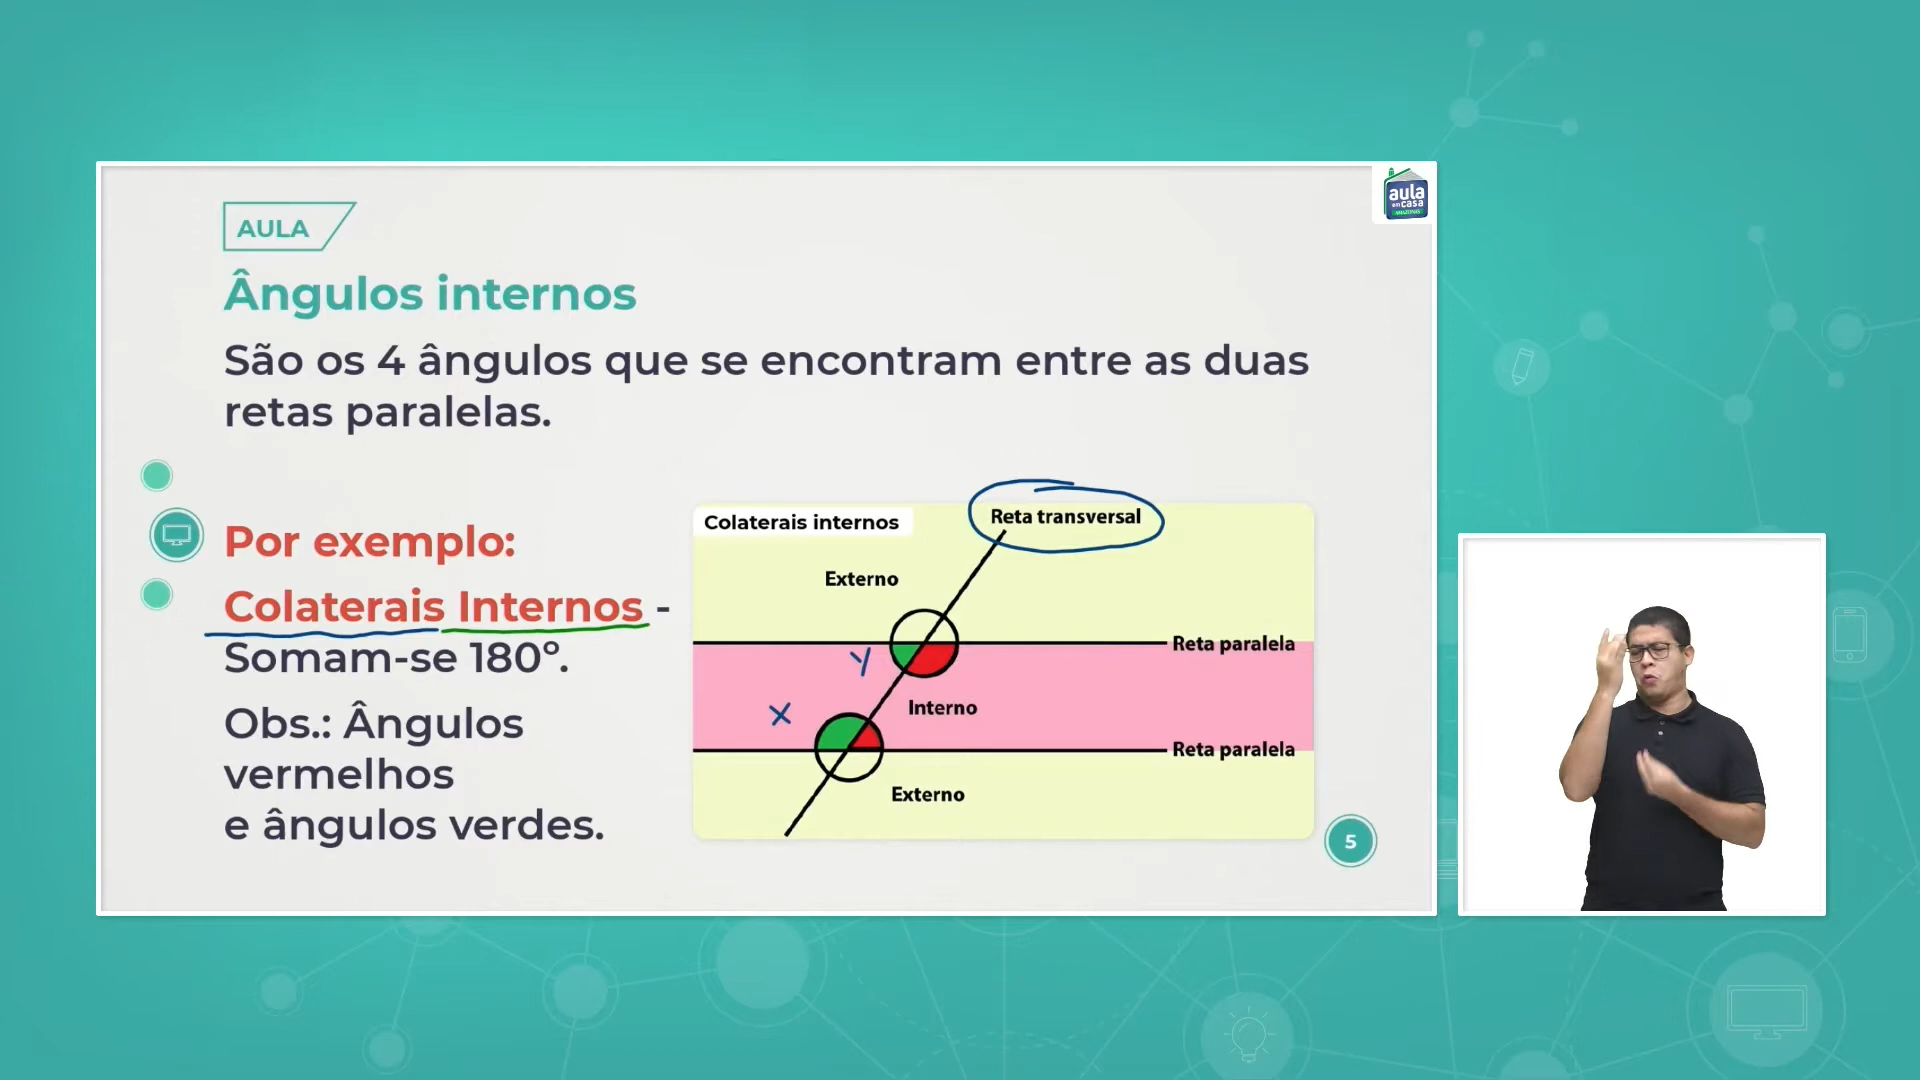 aula
em casa
AMAZONAS
AULA
Ângulos internos
São os 4 ângulos que se encontram entre as duas
retas paralelas.
Por exemplo:
Colaterais Internos -
Somam-se 180º.
Obs.: Ângulos
vermelhos
e ângulos verdes.
Colaterais internos
Reta transversal
Externo
Reta paralela
Y
X
Interno
Reta paralela
Externo
5